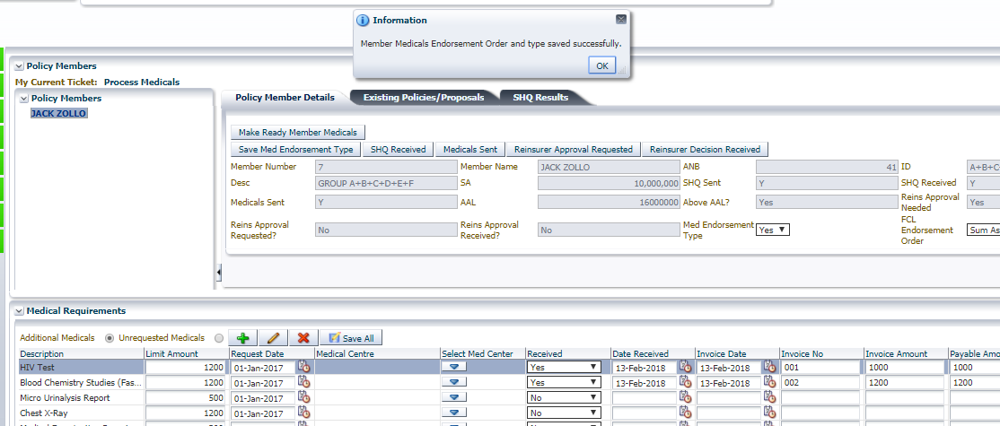 Information
Member Medicals Endorsement Order and type saved successfully.
OK
Policy Members
My Current Ticket: Process Medicals
Policy Members
JACK ZOLLO
Policy Member Details Existing Policies/Proposals SHQ Results
Make Ready Member Medicals
Save Med Endorsement Type SHQ Received Medicals Sent Reinsurer Approval Requested Reinsurer Decision Received
Member Number 7 Member Name JACK ZOLLO ANB 41 ID A+B+C+
Desc GROUP A+B+C+D+E+F SA 10,000,000 SHQ Sent Y SHQ Received Y
Medicals Sent Y AAL 16000000 Above AAL? Yes Reins Approval Needed Yes
Reins Approval Requested? No Reins Approval Received? No Med Endorsement Type Yes FCL Endorsement Order Sum As
Medical Requirements
Additional Medicals Unrequested Medicals Save All
Description Limit Amount Request Date Medical Centre Select Med Center Received Date Received Invoice Date Invoice No Invoice Amount Payable Amo
HIV Test 1200 01-Jan-2017 Yes 13-Feb-2018 13-Feb-2018 001 1000 1000
Blood Chemistry Studies (Fas... 1200 01-Jan-2017 Yes 13-Feb-2018 13-Feb-2018 002 1200 1200
Micro Urinalysis Report 500 01-Jan-2017 No
Chest X-Ray 1200 01-Jan-2017 No